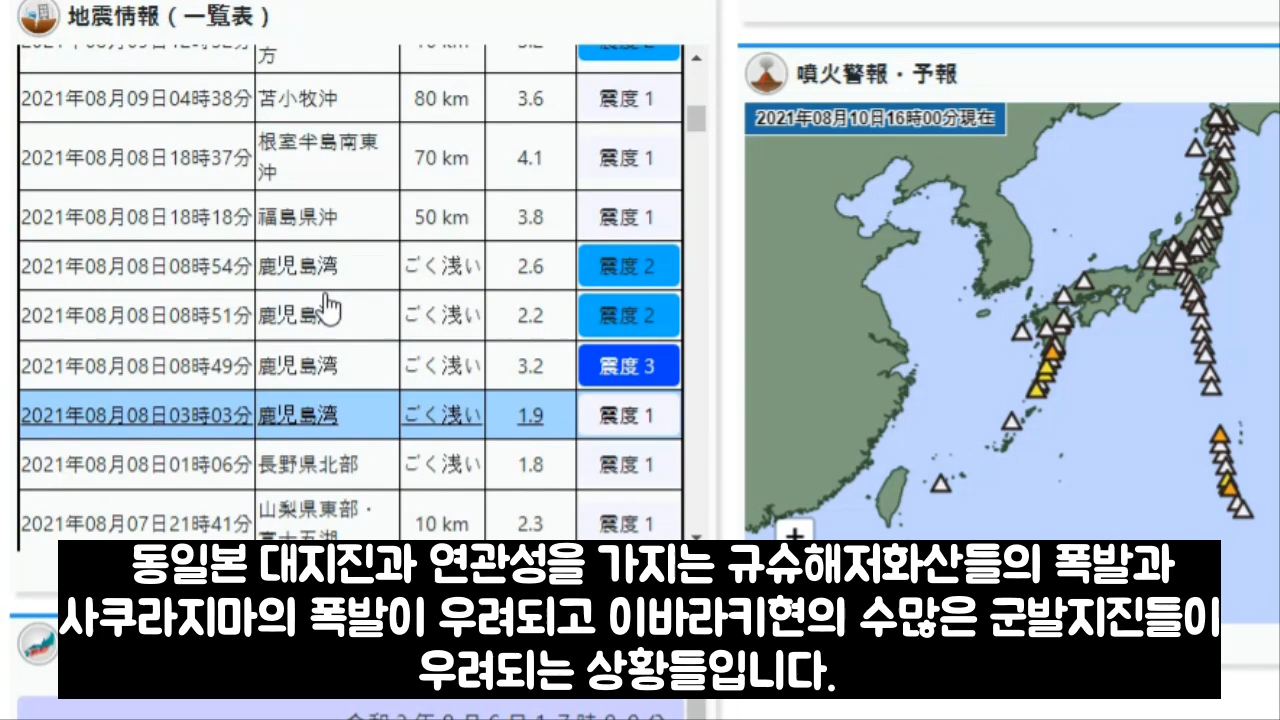 地震情報（一覧表）
方
2021年08月09日04時38分 苫小牧沖 80 km 3.6 震度 1
2021年08月08日18時37分 根室半島南東沖 70 km 4.1 震度 1
2021年08月08日18時18分 福島県沖 50 km 3.8 震度 1
2021年08月08日08時54分 鹿児島湾 ごく浅い 2.6 震度 2
2021年08月08日08時51分 鹿児島 ごく浅い 2.2 震度 2
2021年08月08日08時49分 鹿児島湾 ごく浅い 3.2 震度 3
2021年08月08日03時03分 鹿児島湾 ごく浅い 1.9 震度 1
2021年08月08日01時06分 長野県北部 ごく浅い 1.8 震度 1
2021年08月07日21時41分 山梨県東部・ 10 km 2.3 震度 1
噴火警報・予報
2021年08月10日16時00分現在
+
동일본 대지진과 연관성을 가지는 규슈해저화산들의 폭발과
사쿠라지마의 폭발이 우려되고 이바라키현의 수많은 군발지진들이
우려되는 상황들입니다.